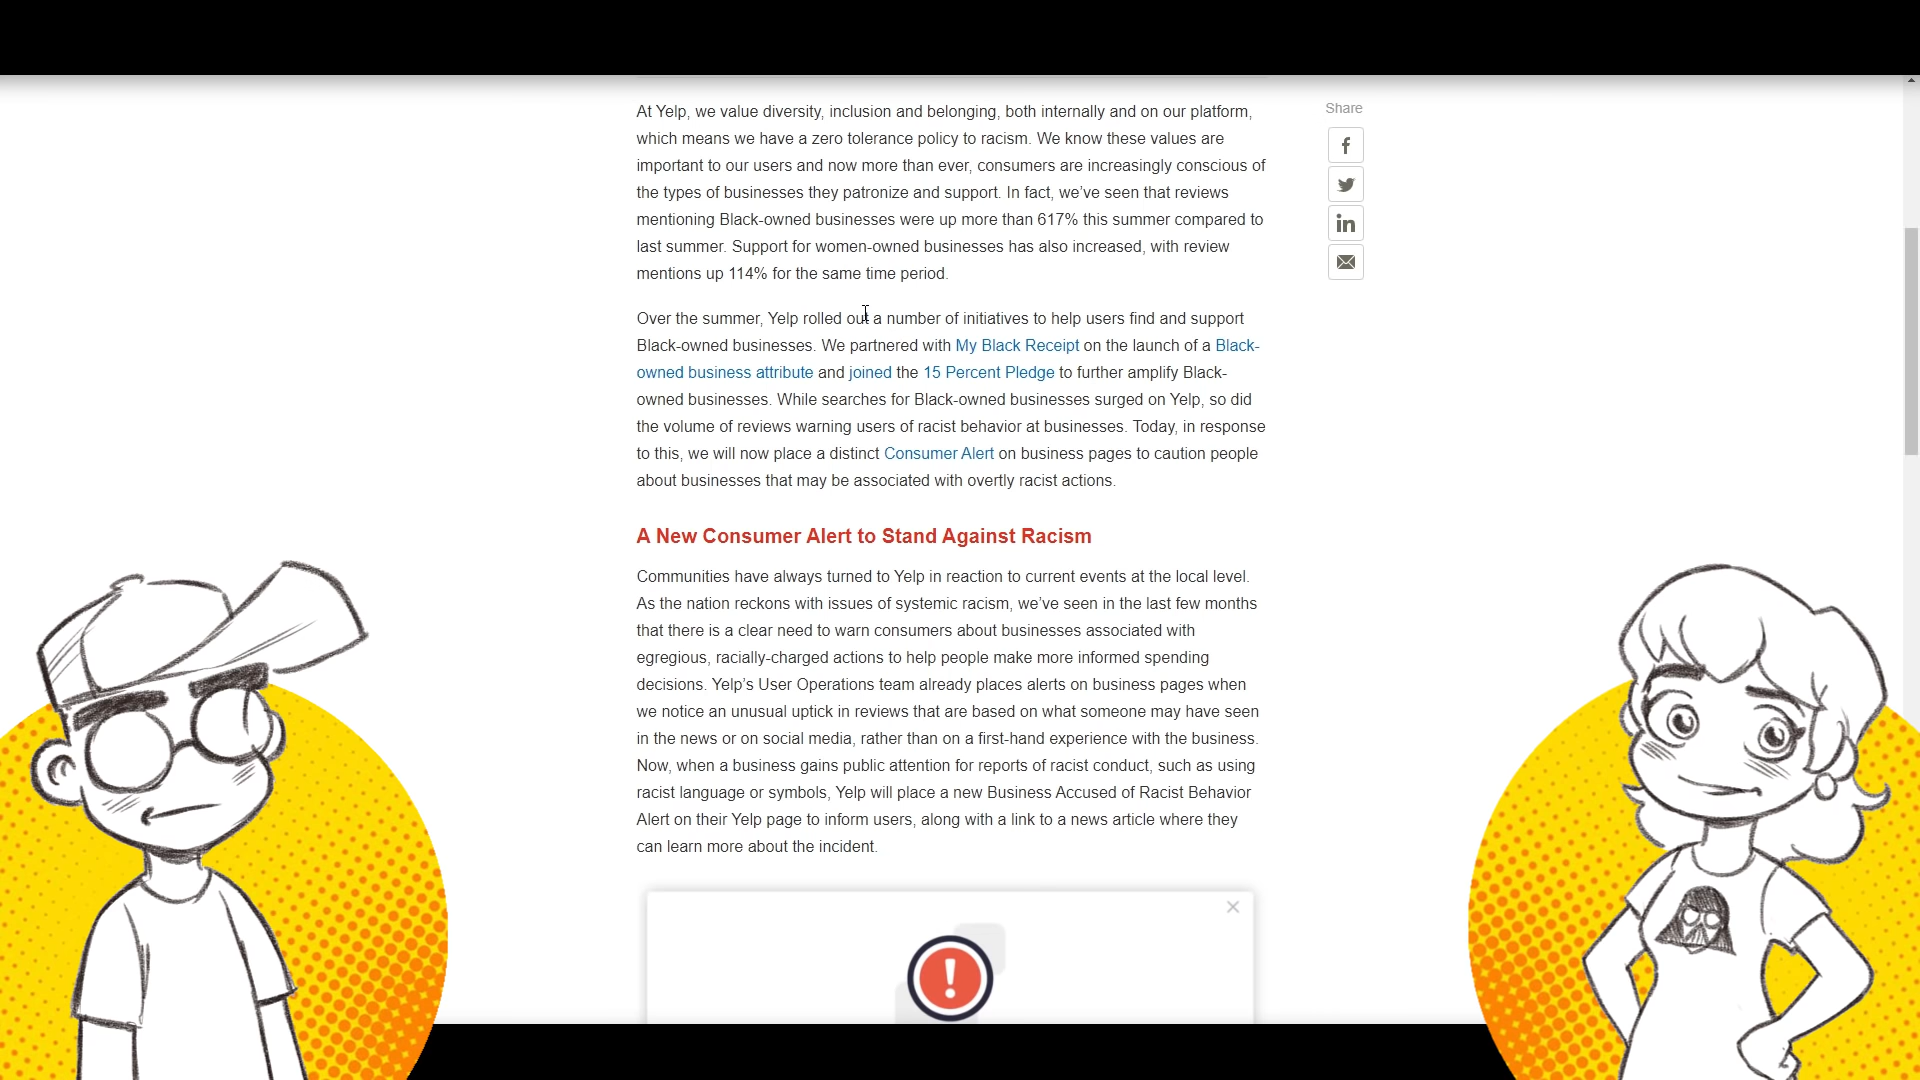 At Yelp, we value diversity, inclusion and belonging, both internally and on our platform,
which means we have a zero tolerance policy to racism. We know these values are
important to our users and now more than ever, consumers are increasingly conscious of
the types of businesses they patronize and support. In fact, we’ve seen that reviews
mentioning Black-owned businesses were up more than 617% this summer compared to
last summer. Support for women-owned businesses has also increased, with review
mentions up 114% for the same time period.
Share
Over the summer, Yelp rolled out a number of initiatives to help users find and support
Black-owned businesses. We partnered with My Black Receipt on the launch of a Black-
owned business attribute and joined the 15 Percent Pledge to further amplify Black-
owned businesses. While searches for Black-owned businesses surged on Yelp, so did
the volume of reviews warning users of racist behavior at businesses. Today, in response
to this, we will now place a distinct Consumer Alert on business pages to caution people
about businesses that may be associated with overtly racist actions.
A New Consumer Alert to Stand Against Racism
Communities have always turned to Yelp in reaction to current events at the local level.
As the nation reckons with issues of systemic racism, we’ve seen in the last few months
that there is a clear need to warn consumers about businesses associated with
egregious, racially-charged actions to help people make more informed spending
decisions. Yelp’s User Operations team already places alerts on business pages when
we notice an unusual uptick in reviews that are based on what someone may have seen
in the news or on social media, rather than on a first-hand experience with the business.
Now, when a business gains public attention for reports of racist conduct, such as using
racist language or symbols, Yelp will place a new Business Accused of Racist Behavior
Alert on their Yelp page to inform users, along with a link to a news article where they
can learn more about the incident.